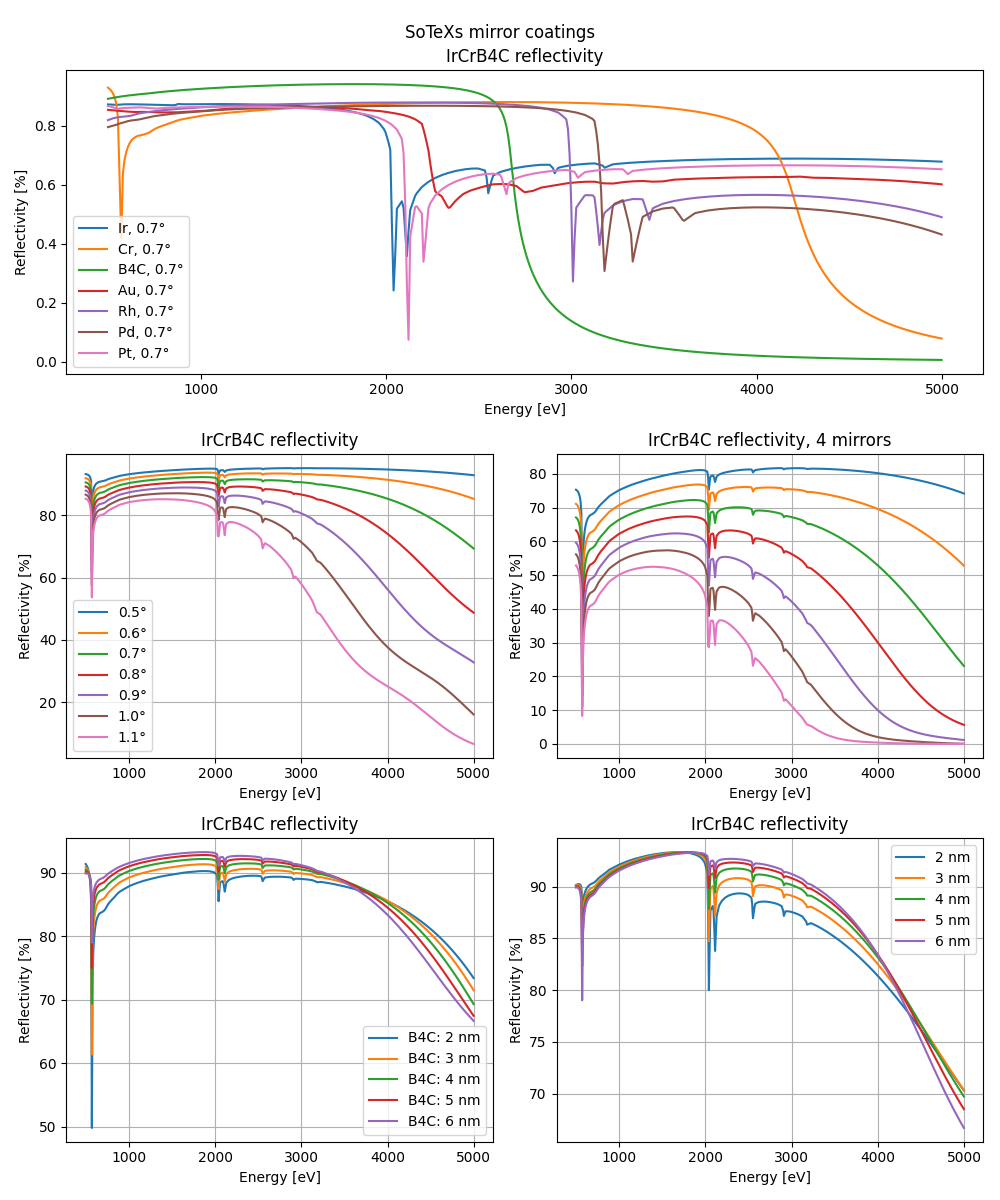 SoTeXs mirror coatings
IrCrB4C reflectivity
Reflectivity [%]
0.8
0.6
0.4
0.2
0.0
Ir, 0.7°
Cr, 0.7°
B4C, 0.7°
Au, 0.7°
Rh, 0.7°
Pd, 0.7°
Pt, 0.7°
1000 2000 3000 4000 5000
Energy [eV]
IrCrB4C reflectivity
Reflectivity [%]
80
60
40
20
0.5°
0.6°
0.7°
0.8°
0.9°
1.0°
1.1°
1000 2000 3000 4000 5000
Energy [eV]
IrCrB4C reflectivity, 4 mirrors
Reflectivity [%]
80
70
60
50
40
30
20
10
0
1000 2000 3000 4000 5000
Energy [eV]
IrCrB4C reflectivity
Reflectivity [%]
90
80
70
60
50
B4C: 2 nm
B4C: 3 nm
B4C: 4 nm
B4C: 5 nm
B4C: 6 nm
1000 2000 3000 4000 5000
Energy [eV]
IrCrB4C reflectivity
Reflectivity [%]
90
85
80
75
70
2 nm
3 nm
4 nm
5 nm
6 nm
1000 2000 3000 4000 5000
Energy [eV]